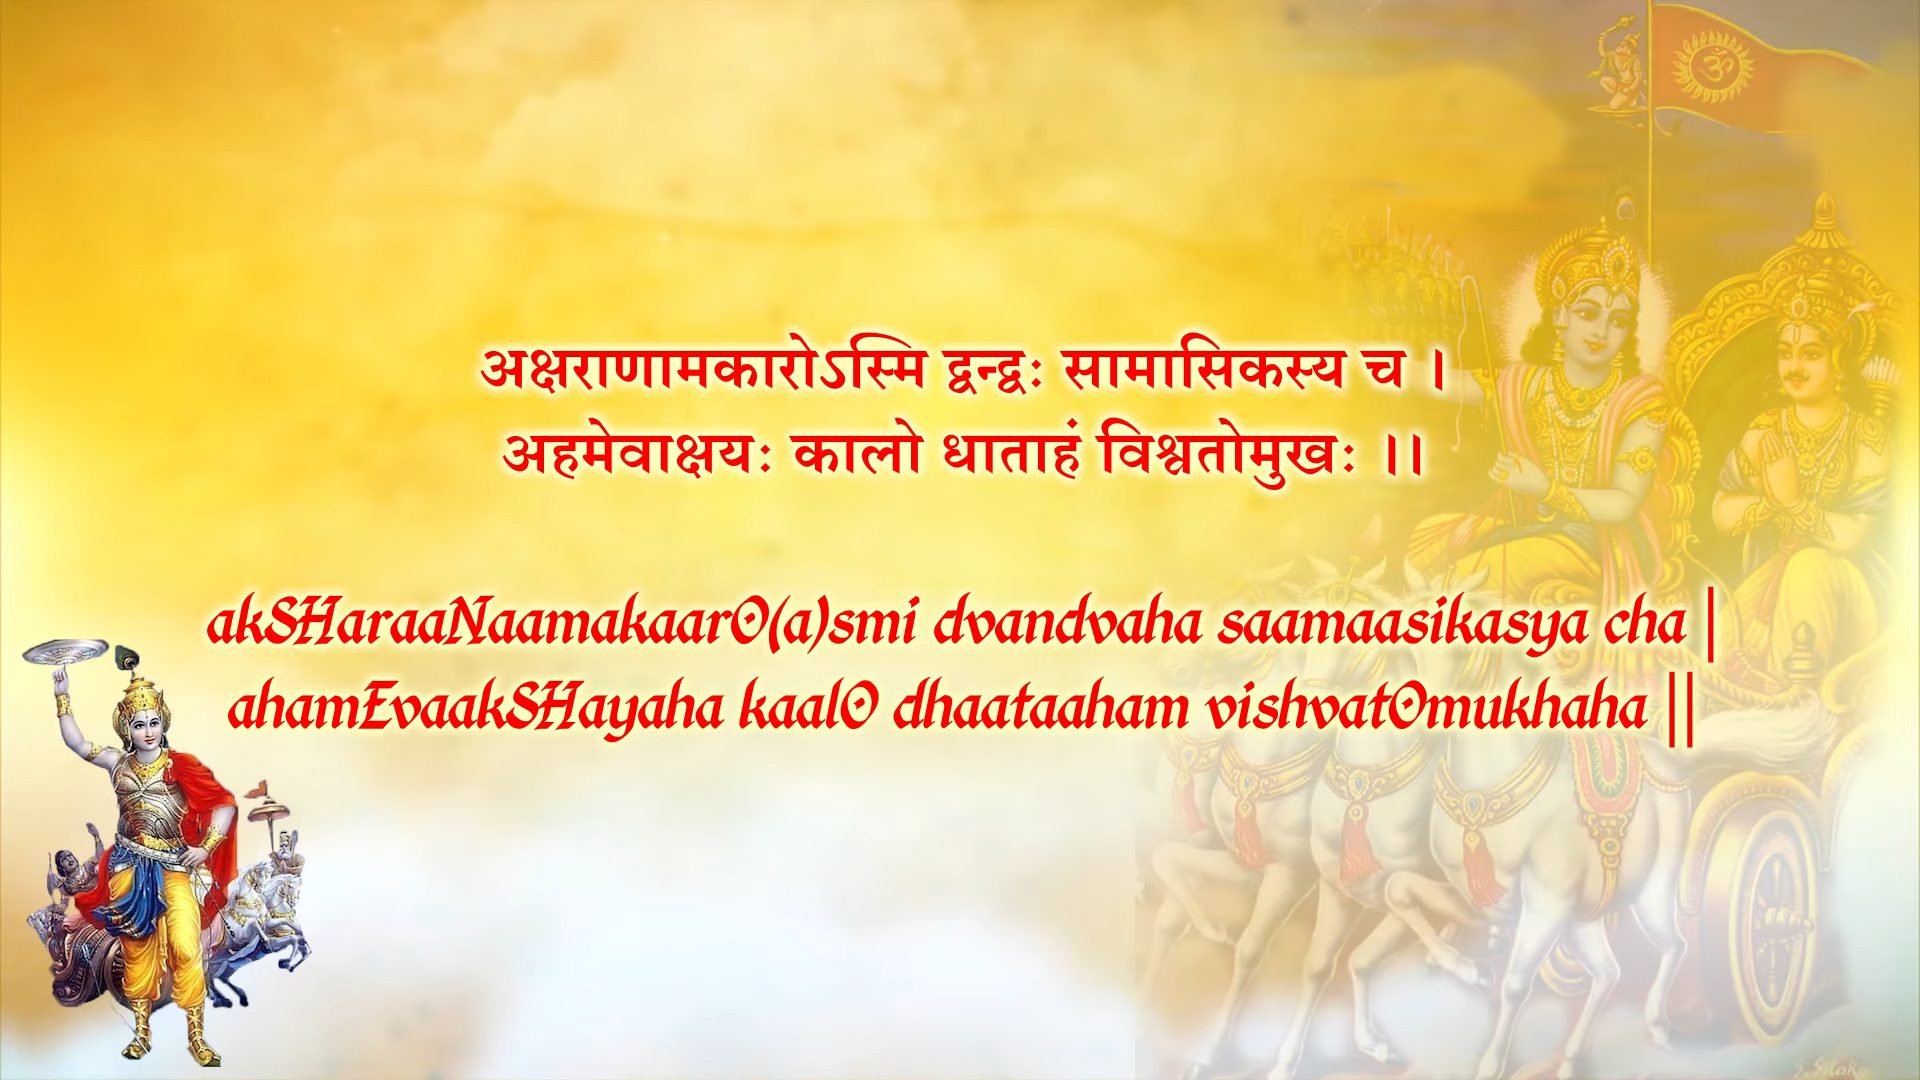 ॐ
अक्षराणामकारोऽस्मि द्वन्द्वः सामासिकस्य च ।
अहमेवाक्षयः कालो धाताहं विश्वतोमुखः ।।
akSHaraaNaamakaarO(a)smi dvandvaha saamaasikasya cha |
ahamEvaakSHayaha kaalO dhaataaham vishvatOmukhaha ||